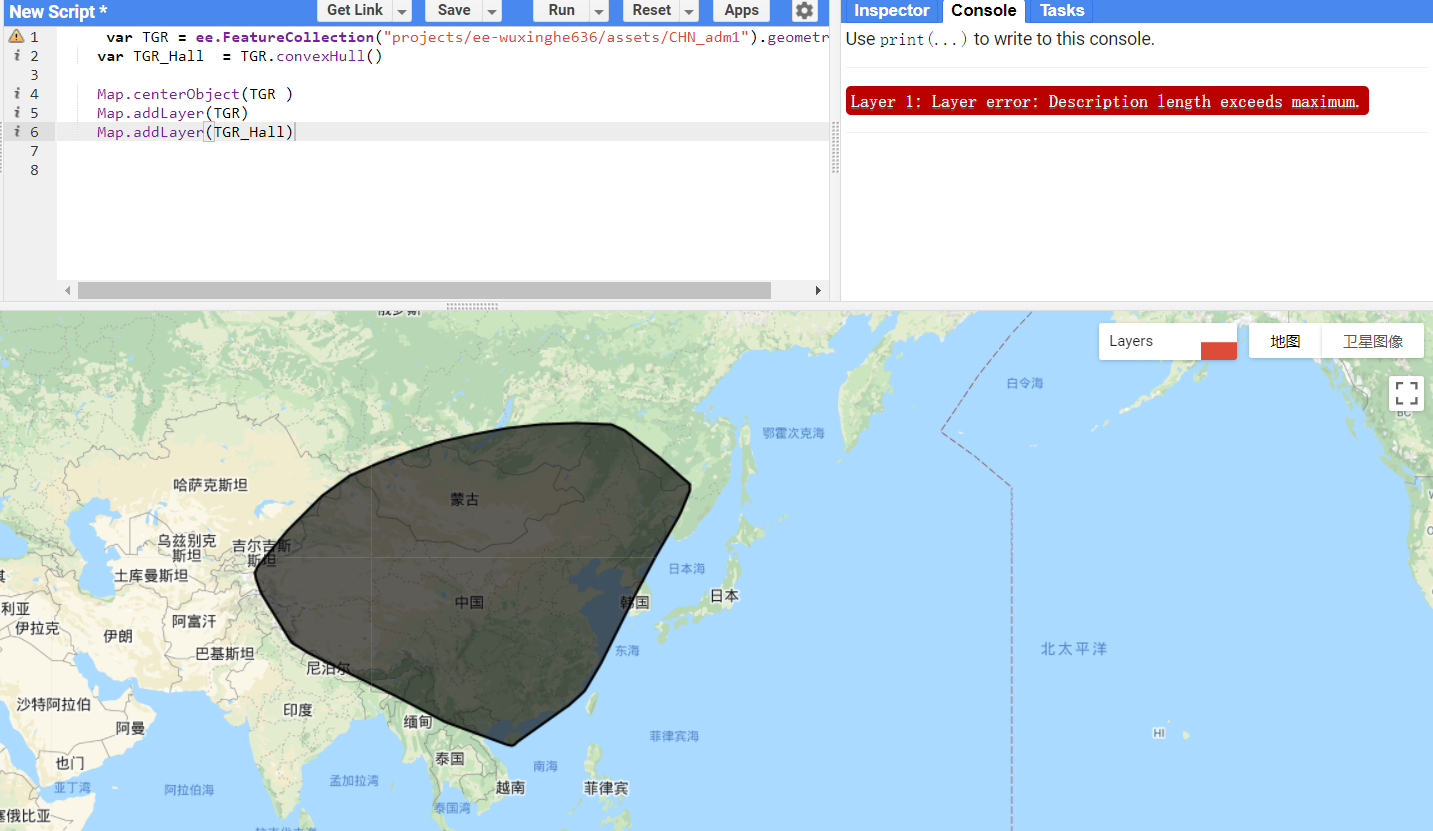 New Script *
Get Link
Save
Run
Reset
Apps
Inspector
Console
Tasks
1 var TGR = ee.FeatureCollection("projects/ee-wuxinghe636/assets/CHN_adm1").geometr
2 var TGR_Hall = TGR.convexHull()
3
4 Map.centerObject(TGR )
5 Map.addLayer(TGR)
6 Map.addLayer(TGR_Hall)
7
8
Use print(...) to write to this console.
Layer 1: Layer error: Description length exceeds maximum.
俄罗斯
Layers
地图
卫星图像
白令海
BC
鄂霍次克海
哈萨克斯坦
蒙古
乌兹别克
斯坦
吉尔吉斯
斯坦
土库曼斯坦
日本海
中国
韩国
日本
利亚
伊拉克
伊朗
阿富汗
巴基斯坦
东海
北太平洋
尼泊尔
沙特阿拉伯
印度
阿曼
缅甸
菲律宾海
HI
也门
泰国
南海
亚丁湾
阿拉伯海
孟加拉湾
越南
菲律宾
泰国湾
塞俄比亚